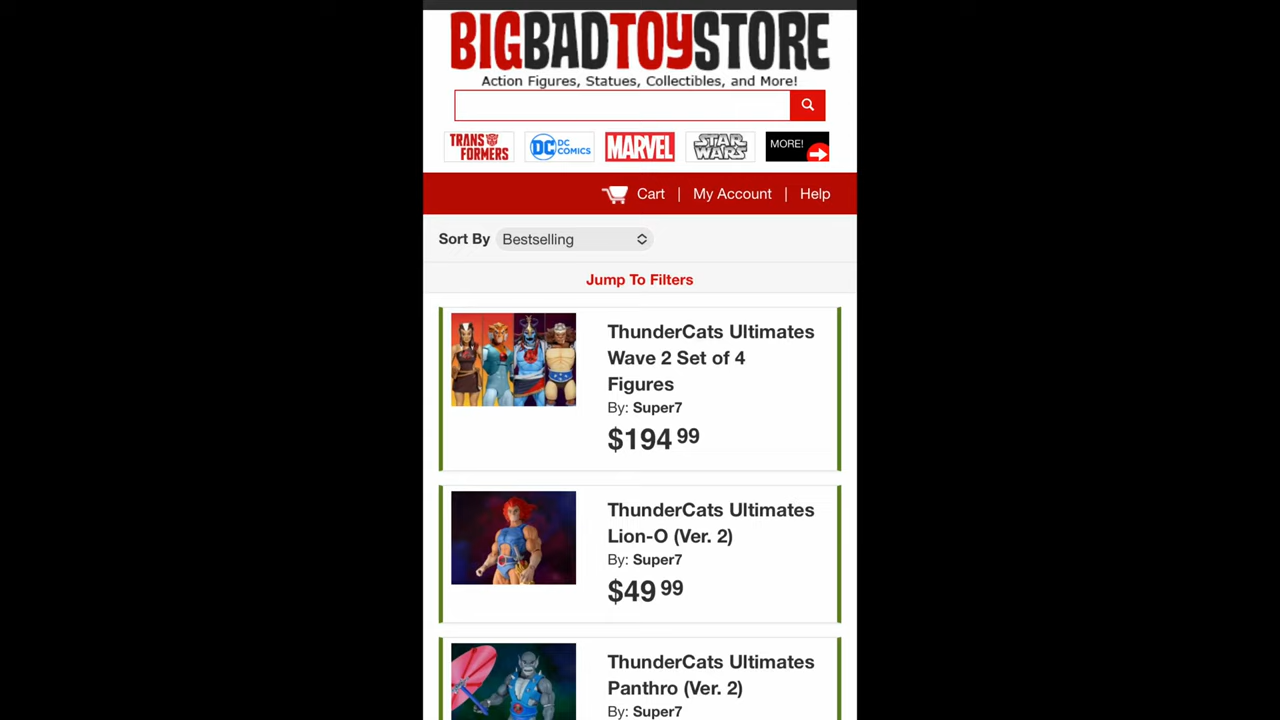 BIGBADTOYSTORE
Action Figures, Statues, Collectibles, and More!
TRANSFORMERS DC DC COMICS MARVEL STAR WARS MORE!
Cart | My Account | Help
Sort By Bestselling
Jump To Filters
ThunderCats Ultimates
Wave 2 Set of 4
Figures
By: Super7
$194 99
ThunderCats Ultimates
Lion-O (Ver. 2)
By: Super7
$49 99
ThunderCats Ultimates
Panthro (Ver. 2)
By: Super7